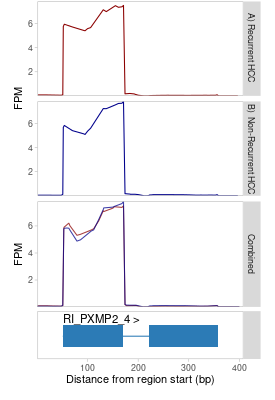 A) Recurrent HCC
6
4
2
FPM
B) Non-Recurrent HCC
6
4
2
Combined
6
4
2
FPM
RI_PXMP2_4 >
100
200
300
400
Distance from region start (bp)